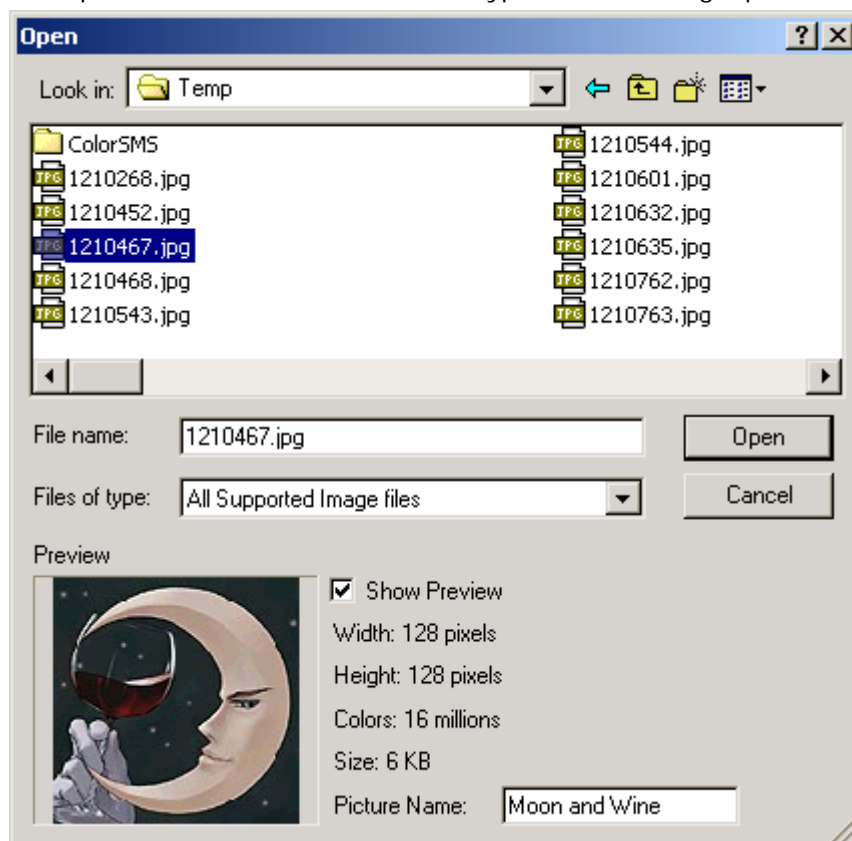 Open
Look in: Temp
ColorSMS
1210268.jpg
1210452.jpg
1210467.jpg
1210468.jpg
1210543.jpg
1210544.jpg
1210601.jpg
1210632.jpg
1210635.jpg
1210762.jpg
1210763.jpg
File name: 1210467.jpg
Open
Files of type: All Supported Image files
Cancel
Preview
Show Preview
Width: 128 pixels
Height: 128 pixels
Colors: 16 millions
Size: 6 KB
Picture Name: Moon and Wine